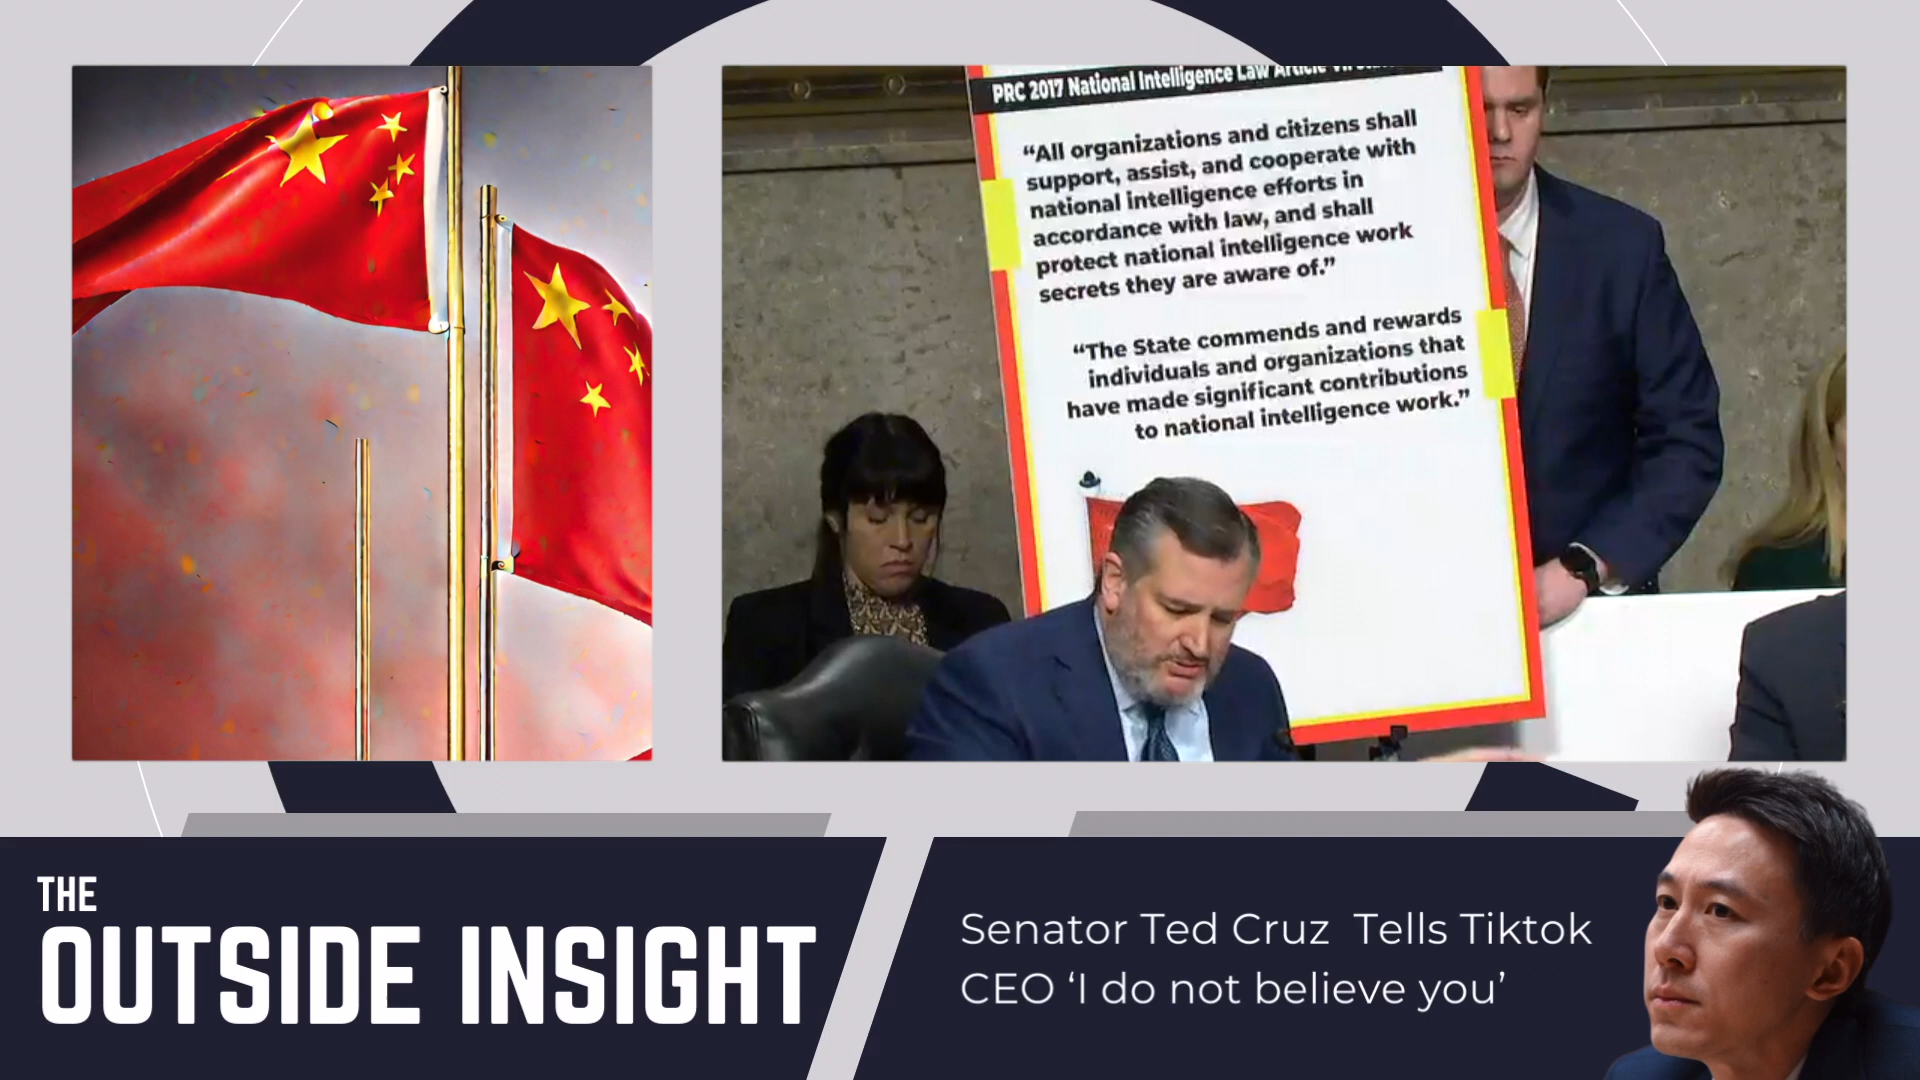 PRC 2017 National Intelligence Law Article
“All organizations and citizens shall
support, assist, and cooperate with
national intelligence efforts in
accordance with law, and shall
protect national intelligence work
secrets they are aware of.”
“The State commends and rewards
individuals and organizations that
have made significant contributions
to national intelligence work.”
THE
OUTSIDE INSIGHT
Senator Ted Cruz Tells Tiktok
CEO ‘I do not believe you’